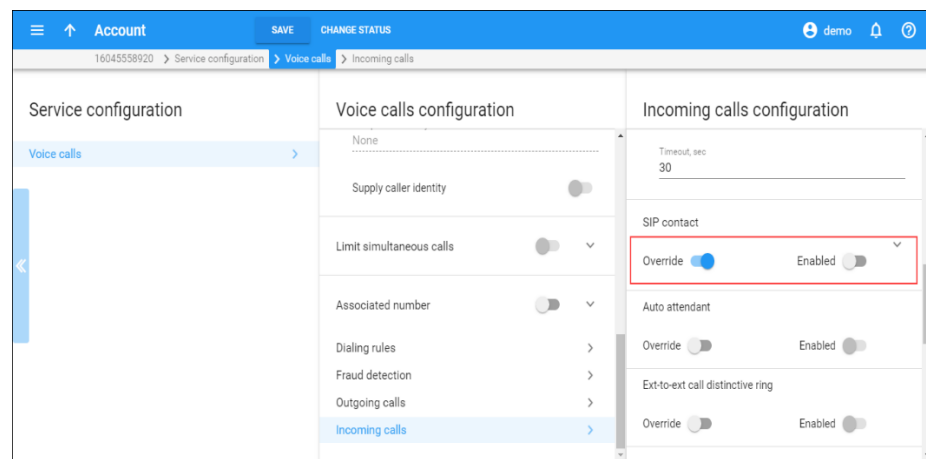 Account SAVE CHANGE STATUS demo
16045558920 > Service configuration > Voice calls > Incoming calls
Service configuration
Voice calls
Voice calls configuration
None
Supply caller identity
Limit simultaneous calls
Associated number
Dialing rules
Fraud detection
Outgoing calls
Incoming calls
Incoming calls configuration
Timeout, sec
30
SIP contact
Override Enabled
Auto attendant
Override Enabled
Ext-to-ext call distinctive ring
Override Enabled